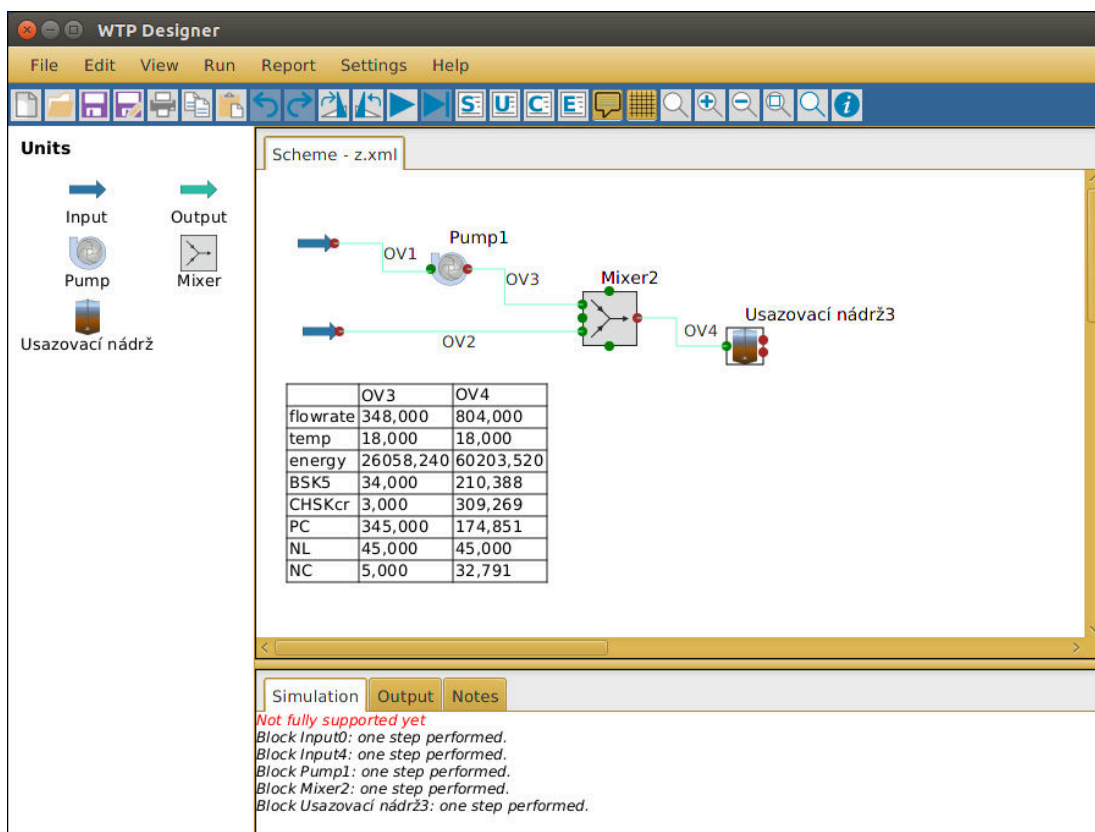 WTP Designer
File Edit View Run Report Settings Help
S U C E i
Units
Input Output
Pump Mixer
Usazovací nádrž
Scheme - z.xml
Pump1
OV1
OV3
Mixer2
Usazovací nádrž3
OV4
OV2
OV3 OV4
flowrate 348,000 804,000
temp 18,000 18,000
energy 26058,240 60203,520
BSK5 34,000 210,388
CHSKcr 3,000 309,269
PC 345,000 174,851
NL 45,000 45,000
NC 5,000 32,791
Simulation Output Notes
Not fully supported yet
Block Input0: one step performed.
Block Input4: one step performed.
Block Pump1: one step performed.
Block Mixer2: one step performed.
Block Usazovací nádrž3: one step performed.